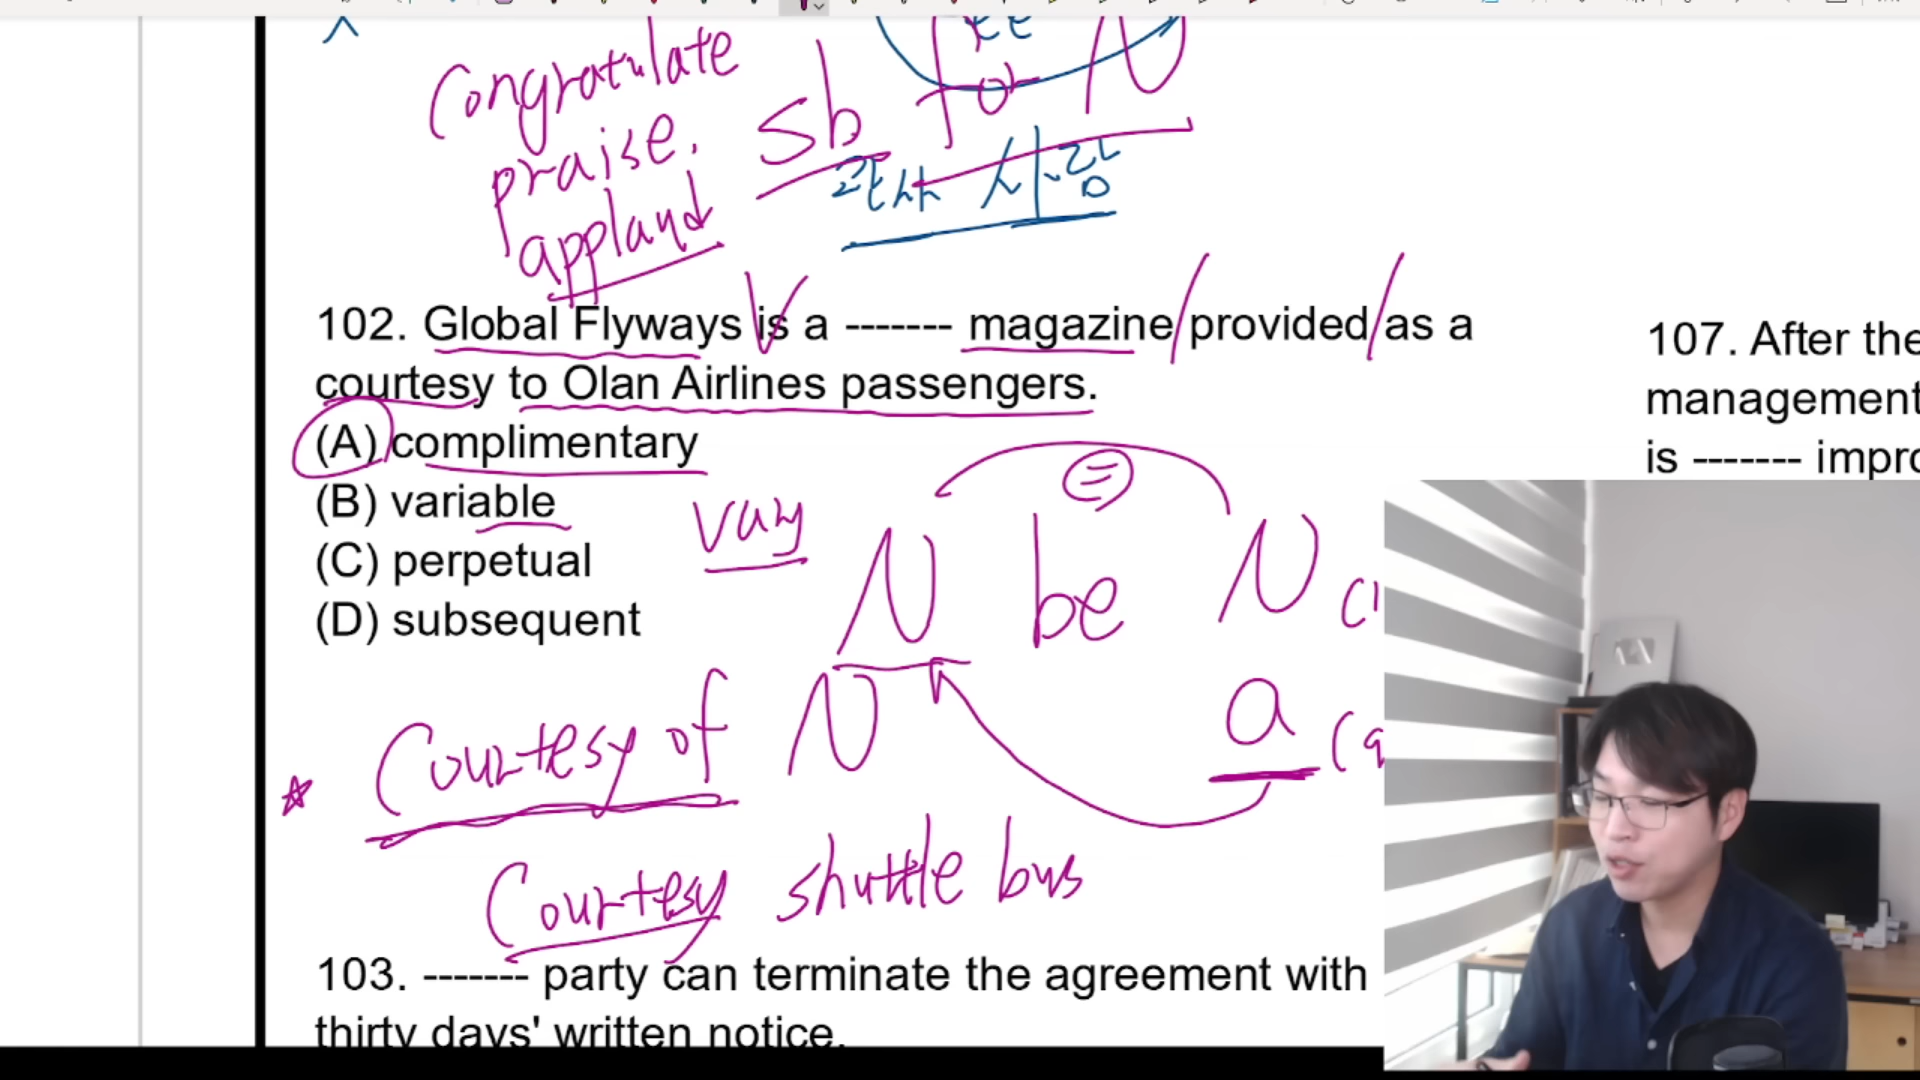 Congratulate
praise,
appland
sb for N
감사 사람
102. Global Flyways is a ------- magazine provided as a
courtesy to Olan Airlines passengers.
(A) complimentary
(B) variable
(C) perpetual
(D) subsequent
vary
N be N
=
Courtesy of N
a
Courtesy shuttle bus
103. ------- party can terminate the agreement with
thirty days' written notice.
107. After the
management
is ------- impro